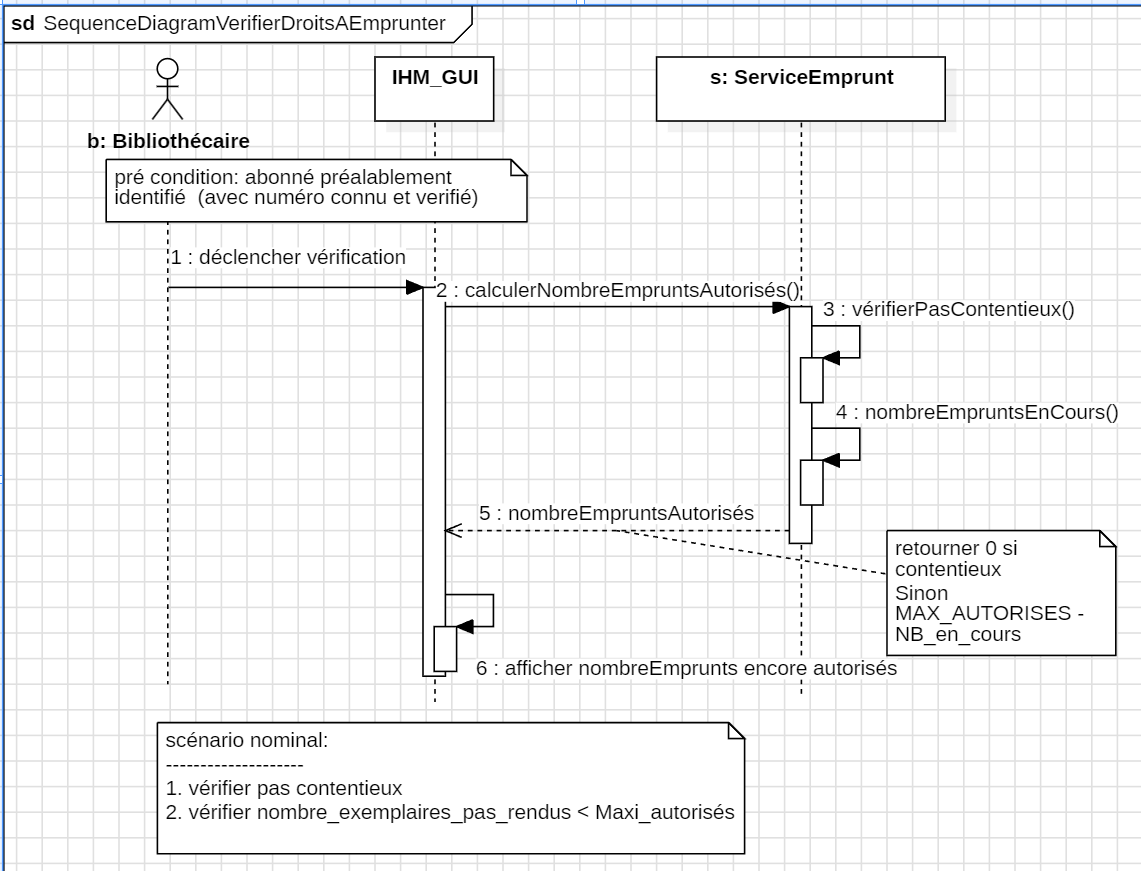 sd SequenceDiagramVerifierDroitsAEmprunter
IHM_GUI
s: ServiceEmprunt
b: Bibliothécaire
pré condition: abonné préalablement
identifié (avec numéro connu et verifié)
1 : déclencher vérification
2 : calculerNombreEmpruntsAutorisés()
3 : vérifierPasContentieux()
4 : nombreEmpruntsEnCours()
5 : nombreEmpruntsAutorisés
retourner 0 si
contentieux
Sinon
MAX_AUTORISES -
NB_en_cours
6 : afficher nombreEmprunts encore autorisés
scénario nominal:
--------------------
1. vérifier pas contentieux
2. vérifier nombre_exemplaires_pas_rendus < Maxi_autorisés